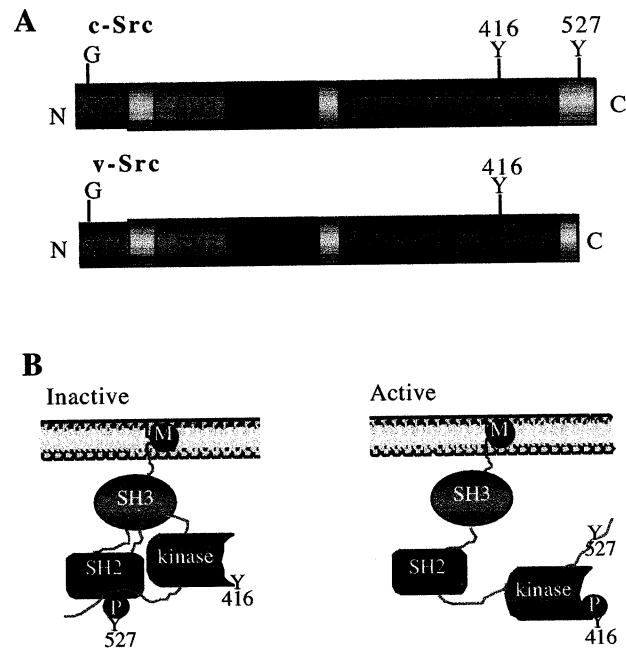 A
c-Src
416
527
G
Y
Y
N
C
v-Src
416
G
Y
N
C
B
Inactive
Active
M
M
SH3
SH3
Y
527
SH2
kinase
SH2
kinase
Y
416
P
P
Y
527
Y
416